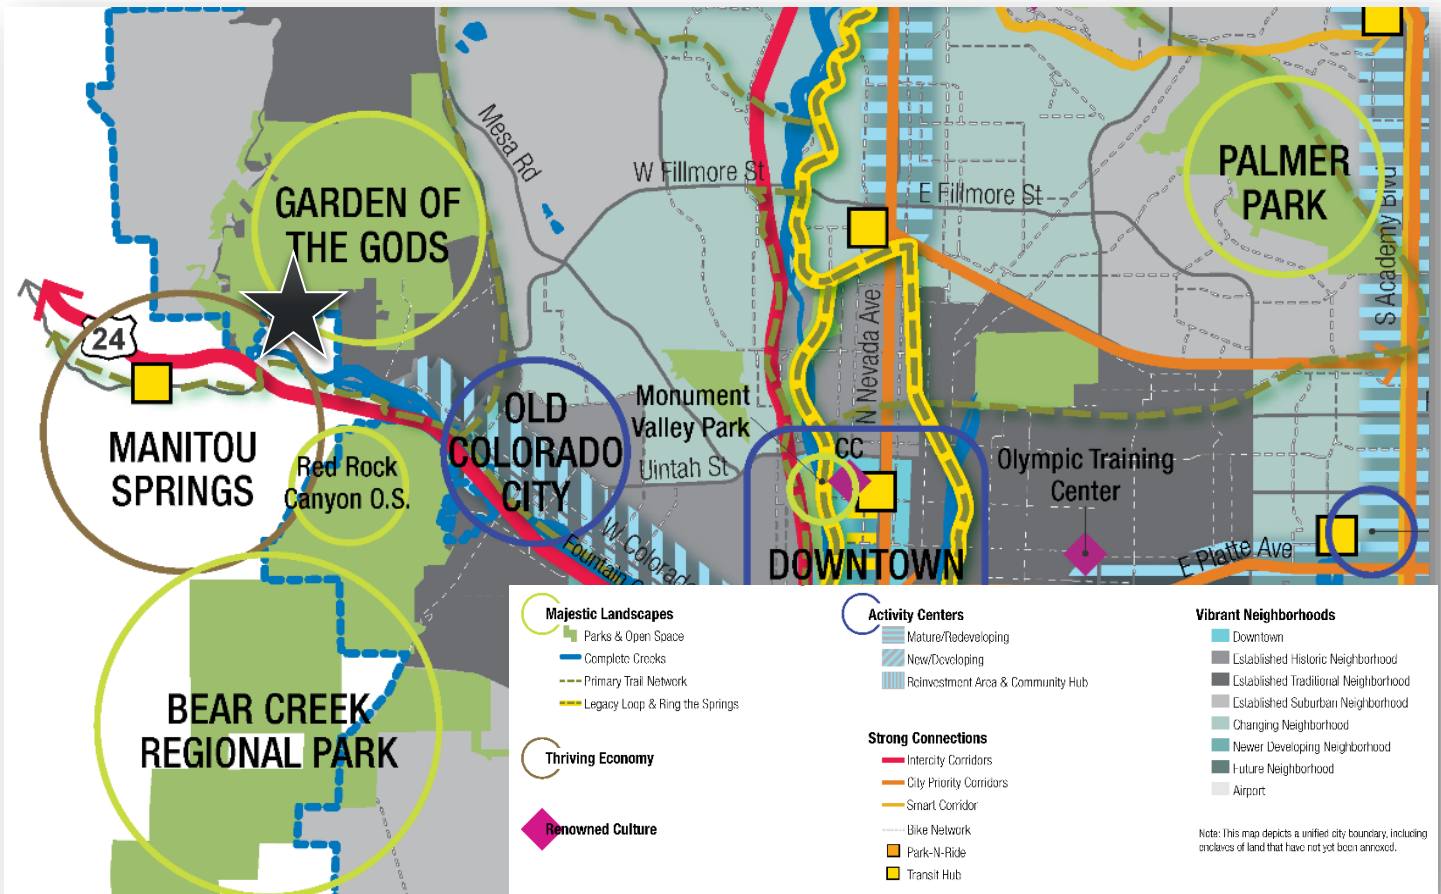 Mesa Rd
W Fillmore St
E Fillmore St
PALMER
PARK
S Academy Blvd
GARDEN OF
THE GODS
24
N Nevada Ave
Monument
Valley Park
OLD
COLORADO
CITY
MANITOU
SPRINGS
Red Rock
Canyon O.S.
Uintah St
CC
Olympic Training
Center
W Colorado
Fountain
DOWNTOWN
E Platte Ave
BEAR CREEK
REGIONAL PARK
Majestic Landscapes
Parks & Open Space
Complete Creeks
Primary Trail Network
Legacy Loop & Ring the Springs
Thriving Economy
Renowned Culture
Activity Centers
Mature/Redeveloping
New/Developing
Reinvestment Area & Community Hub
Strong Connections
Intercity Corridors
City Priority Corridors
Smart Corridor
Bike Network
Park-N-Ride
Transit Hub
Vibrant Neighborhoods
Downtown
Established Historic Neighborhood
Established Traditional Neighborhood
Established Suburban Neighborhood
Changing Neighborhood
Newer Developing Neighborhood
Future Neighborhood
Airport
Note: This map depicts a unified city boundary, including
enclaves of land that have not yet been annexed.